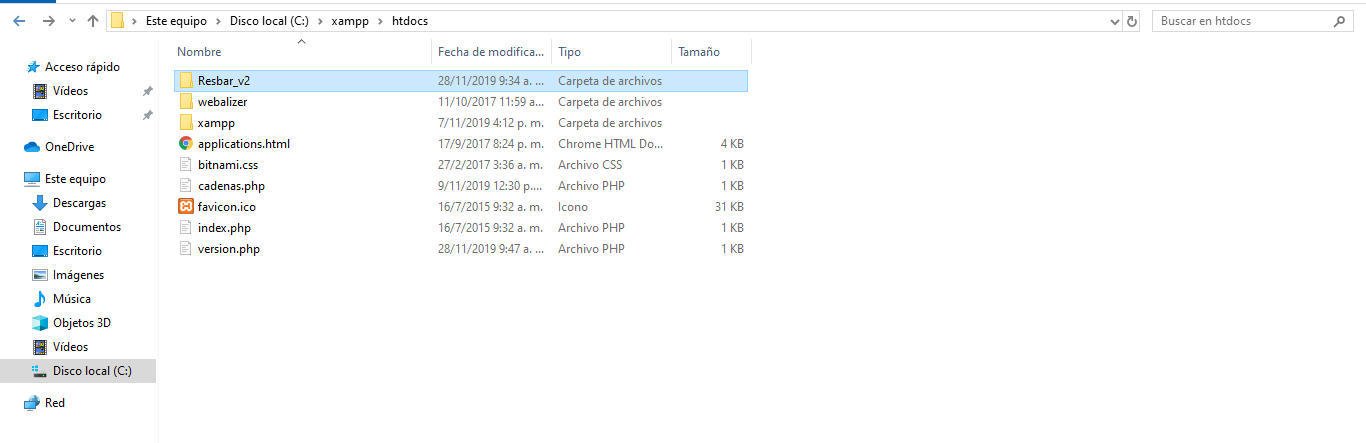 Este equipo > Disco local (C:) > xampp > htdocs
Buscar en htdocs
Nombre Fecha de modifica... Tipo Tamaño
Acceso rápido
Vídeos
Escritorio
OneDrive
Este equipo
Descargas
Documentos
Escritorio
Imágenes
Música
Objetos 3D
Vídeos
Disco local (C:)
Red
Resbar_v2 28/11/2019 9:34 a. ... Carpeta de archivos
webalizer 11/10/2017 11:59 a... Carpeta de archivos
xampp 7/11/2019 4:12 p. m. Carpeta de archivos
applications.html 17/9/2017 8:24 p. m. Chrome HTML Do... 4 KB
bitnami.css 27/2/2017 3:36 a. m. Archivo CSS 1 KB
cadenas.php 9/11/2019 12:30 p.... Archivo PHP 1 KB
favicon.ico 16/7/2015 9:32 a. m. Icono 31 KB
index.php 16/7/2015 9:32 a. m. Archivo PHP 1 KB
version.php 28/11/2019 9:47 a. ... Archivo PHP 1 KB